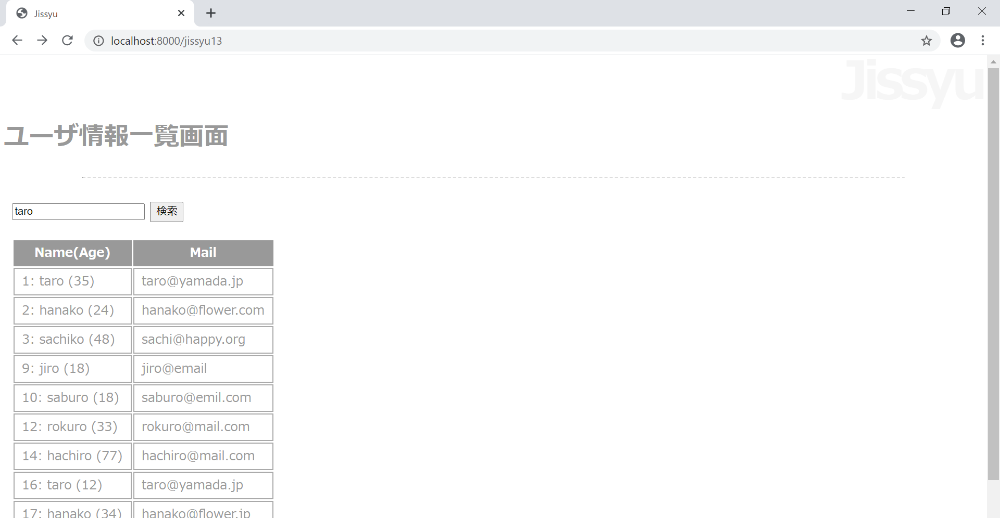 Jissyu
localhost:8000/jissyu13
Jissyu
ユーザ情報一覧画面
taro 検索
Name(Age) Mail
1: taro (35) taro@yamada.jp
2: hanako (24) hanako@flower.com
3: sachiko (48) sachi@happy.org
9: jiro (18) jiro@email
10: saburo (18) saburo@emil.com
12: rokuro (33) rokuro@mail.com
14: hachiro (77) hachiro@mail.com
16: taro (12) taro@yamada.jp
17: hanako (34) hanako@flower.jp